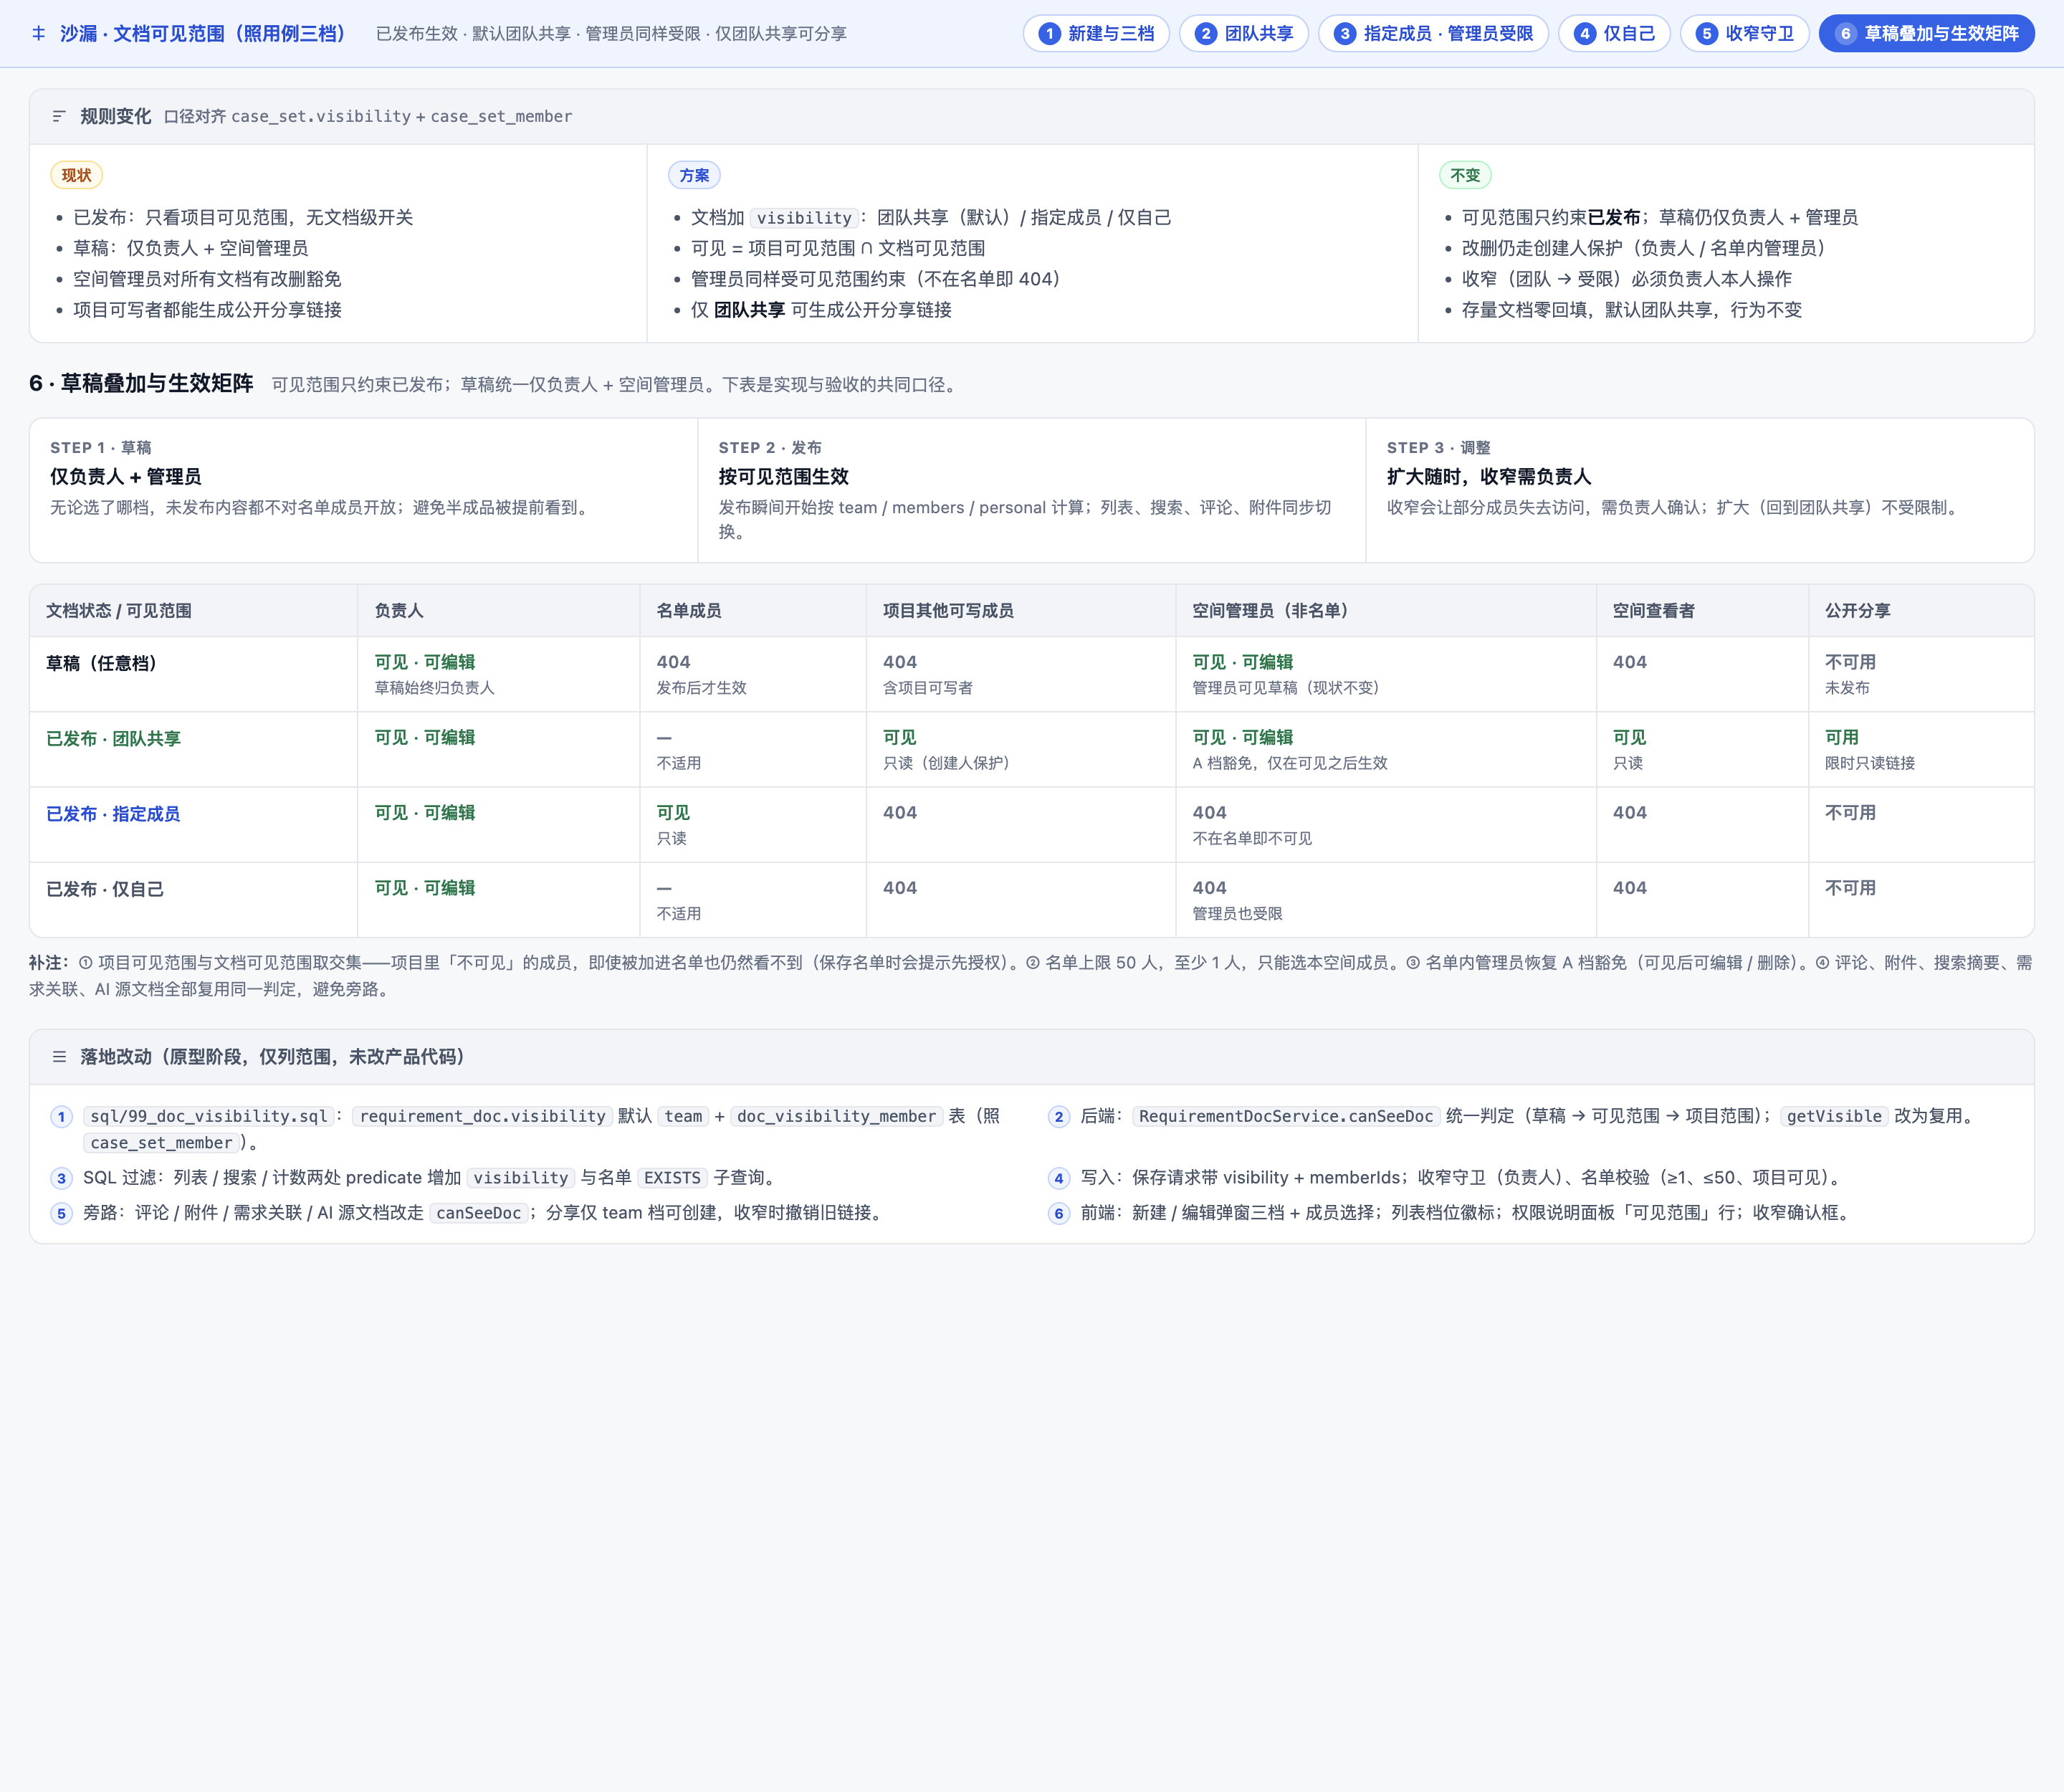 沙漏 · 文档可见范围（照用例三档） 已发布生效 · 默认团队共享 · 管理员同样受限 · 仅团队共享可分享 1 新建与三档 2 团队共享 3 指定成员 · 管理员受限 4 仅自己 5 收窄守卫 6 草稿叠加与生效矩阵
规则变化 口径对齐 case_set.visibility + case_set_member
现状
• 已发布：只看项目可见范围，无文档级开关
• 草稿：仅负责人 + 空间管理员
• 空间管理员对所有文档有改删豁免
• 项目可写者都能生成公开分享链接
方案
• 文档加 visibility：团队共享（默认）/ 指定成员 / 仅自己
• 可见 = 项目可见范围 ∩ 文档可见范围
• 管理员同样受可见范围约束（不在名单即 404）
• 仅 团队共享 可生成公开分享链接
不变
• 可见范围只约束已发布；草稿仍仅负责人 + 管理员
• 改删仍走创建人保护（负责人 / 名单内管理员）
• 收窄（团队 → 受限）必须负责人本人操作
• 存量文档零回填，默认团队共享，行为不变
6 · 草稿叠加与生效矩阵 可见范围只约束已发布；草稿统一仅负责人 + 空间管理员。下表是实现与验收的共同口径。
STEP 1 · 草稿
仅负责人 + 管理员
无论选了哪档，未发布内容都不对名单成员开放；避免半成品被提前看到。
STEP 2 · 发布
按可见范围生效
发布瞬间开始按 team / members / personal 计算；列表、搜索、评论、附件同步切
换。
STEP 3 · 调整
扩大随时，收窄需负责人
收窄会让部分成员失去访问，需负责人确认；扩大（回到团队共享）不受限制。
文档状态 / 可见范围 负责人 名单成员 项目其他可写成员 空间管理员（非名单） 空间查看者 公开分享
草稿（任意档） 可见 · 可编辑 404 404 可见 · 可编辑 404 不可用
草稿始终归负责人 发布后才生效 含项目可写者 管理员可见草稿（现状不变） 未发布
已发布 · 团队共享 可见 · 可编辑 — 可见 可见 · 可编辑 可见 可用
不适用 只读（创建人保护） A 档豁免，仅在可见之后生效 只读 限时只读链接
已发布 · 指定成员 可见 · 可编辑 可见 404 404 404 不可用
只读 不在名单即不可见
已发布 · 仅自己 可见 · 可编辑 — 404 404 404 不可用
不适用 管理员也受限
补注：① 项目可见范围与文档可见范围取交集——项目里「不可见」的成员，即使被加进名单也仍然看不到（保存名单时会提示先授权）。② 名单上限 50 人，至少 1 人，只能选本空间成员。③ 名单内管理员恢复 A 档豁免（可见后可编辑 / 删除）。④ 评论、附件、搜索摘要、需
求关联、AI 源文档全部复用同一判定，避免旁路。
落地改动（原型阶段，仅列范围，未改产品代码）
1 sql/99_doc_visibility.sql：requirement_doc.visibility 默认 team + doc_visibility_member 表（照
case_set_member）。
2 后端：RequirementDocService.canSeeDoc 统一判定（草稿 → 可见范围 → 项目范围）；getVisible 改为复用。
3 SQL 过滤：列表 / 搜索 / 计数两处 predicate 增加 visibility 与名单 EXISTS 子查询。
4 写入：保存请求带 visibility + memberIds；收窄守卫（负责人）、名单校验（≥1、≤50、项目可见）。
5 旁路：评论 / 附件 / 需求关联 / AI 源文档改走 canSeeDoc；分享仅 team 档可创建，收窄时撤销旧链接。
6 前端：新建 / 编辑弹窗三档 + 成员选择；列表档位徽标；权限说明面板「可见范围」行；收窄确认框。